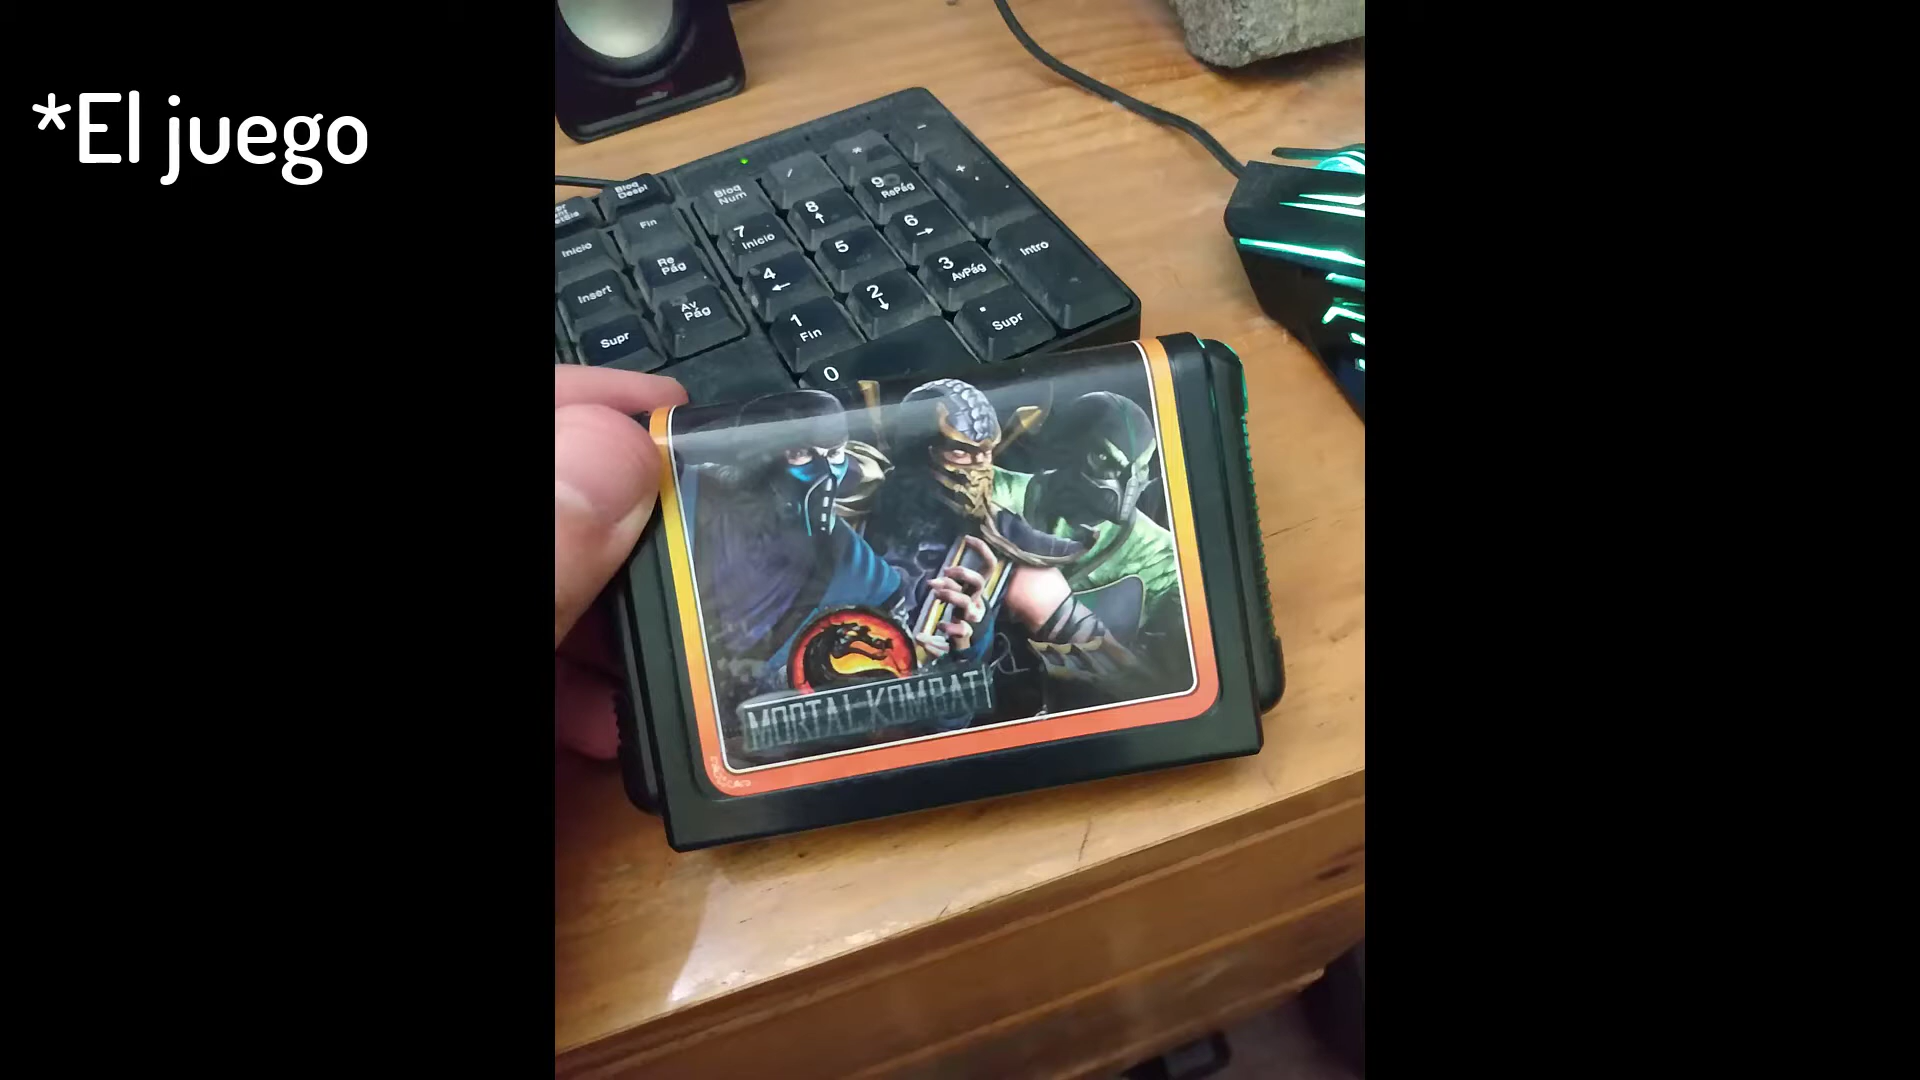 *El juego
Bloq
Despl
Bloq
Num
/
*
-
Inicio
Fin
7
Inicio
8
↑
9
RePág
+
Insert
Re
Pág
4
←
5
6
→
Supr
Av
Pág
1
Fin
2
↓
3
AvPág
Intro
0
.
Supr
MORTAL KOMBAT